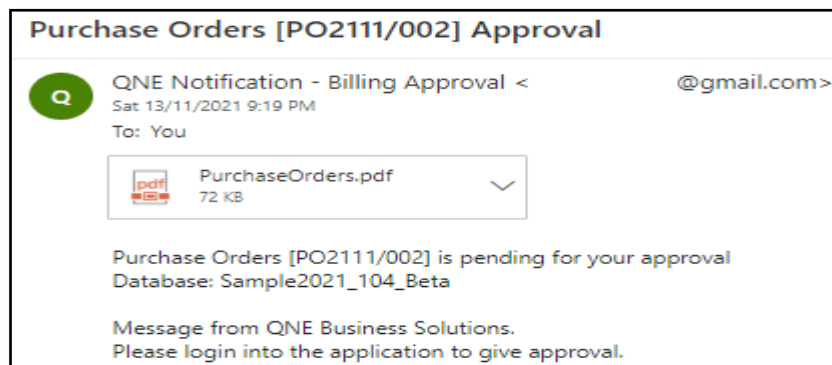 Purchase Orders [PO2111/002] Approval
Q
QNE Notification - Billing Approval < @gmail.com>
Sat 13/11/2021 9:19 PM
To: You
pdf
PurchaseOrders.pdf
72 KB
Purchase Orders [PO2111/002] is pending for your approval
Database: Sample2021_104_Beta
Message from QNE Business Solutions.
Please login into the application to give approval.